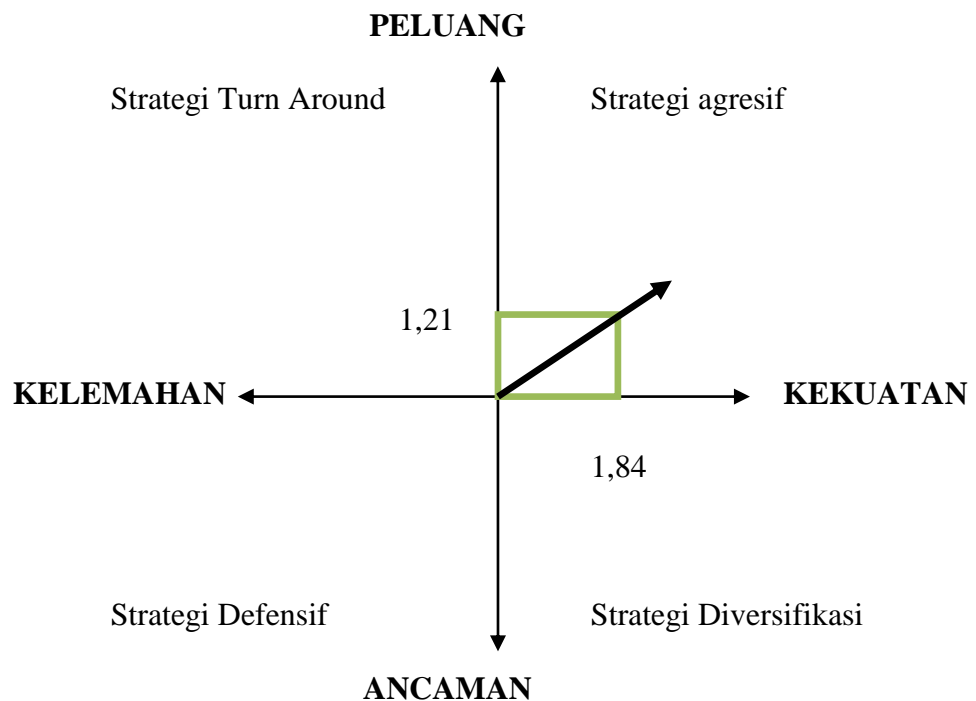 PELUANG
Strategi Turn Around
Strategi agresif
1,21
KELEMAHAN
KEKUATAN
1,84
Strategi Defensif
Strategi Diversifikasi
ANCAMAN